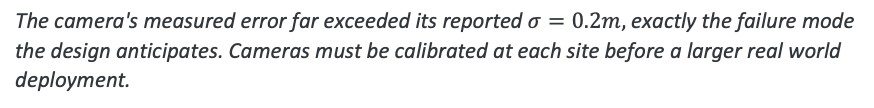 The camera's measured error far exceeded its reported σ = 0.2m, exactly the failure mode
the design anticipates. Cameras must be calibrated at each site before a larger real world
deployment.